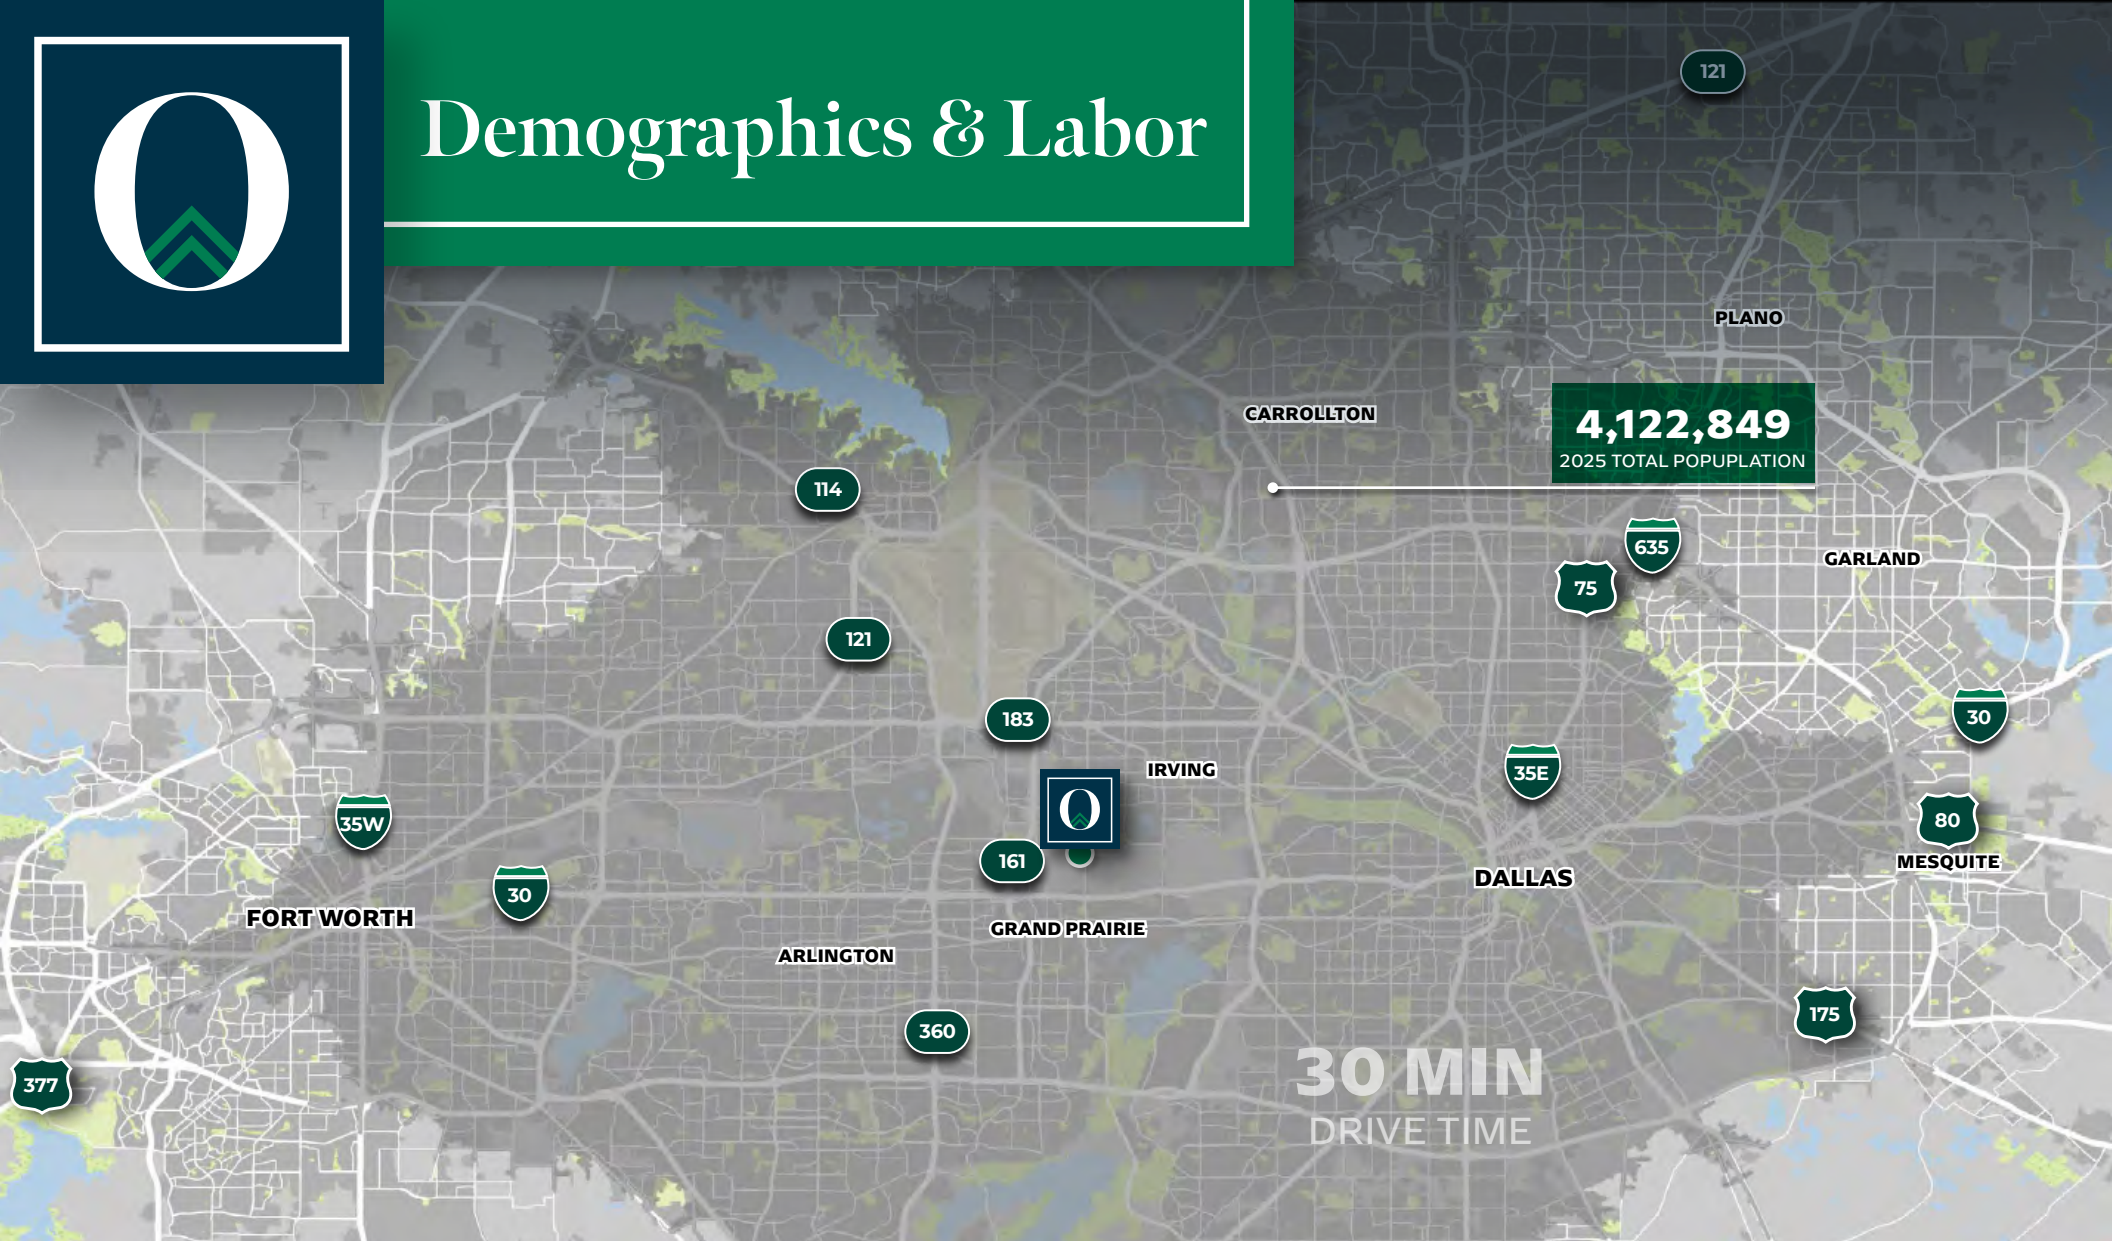 O
Demographics & Labor
121
PLANO
CARROLLTON
4,122,849
2025 TOTAL POPUPLATION
114
635
GARLAND
75
121
183
30
IRVING
35E
O
35W
80
161
MESQUITE
DALLAS
30
FORT WORTH
GRAND PRAIRIE
ARLINGTON
175
360
30 MIN
DRIVE TIME
377